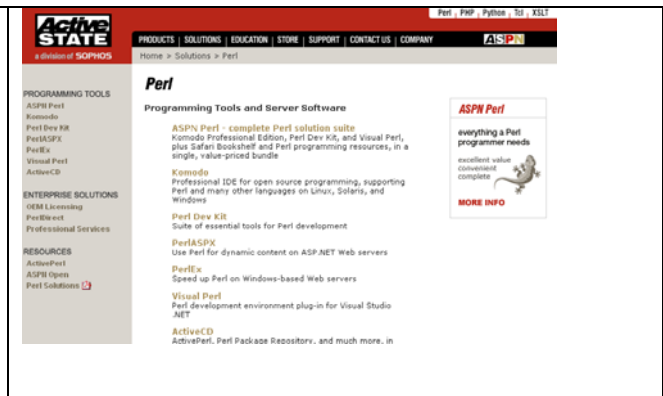 Perl | PHP | Python | Tcl | XSLT
Active
STATE
a division of SOPHOS
PRODUCTS | SOLUTIONS | EDUCATION | STORE | SUPPORT | CONTACT US | COMPANY
ASPN
Home > Solutions > Perl
PROGRAMMING TOOLS
ASPN Perl
Komodo
Perl Dev Kit
PerlASPX
PerlEx
Visual Perl
ActiveCD
ENTERPRISE SOLUTIONS
OEM Licensing
PerlDirect
Professional Services
RESOURCES
ActivePerl
ASPN Open
Perl Solutions
Perl
Programming Tools and Server Software
ASPN Perl - complete Perl solution suite
Komodo Professional Edition, Perl Dev Kit, and Visual Perl,
plus Safari Bookshelf and Perl programming resources, in a
single, value-priced bundle
Komodo
Professional IDE for open source programming, supporting
Perl and many other languages on Linux, Solaris, and
Windows
Perl Dev Kit
Suite of essential tools for Perl development
PerlASPX
Use Perl for dynamic content on ASP.NET Web servers
PerlEx
Speed up Perl on Windows-based Web servers
Visual Perl
Perl development environment plug-in for Visual Studio
.NET
ActiveCD
ActivePerl, Perl Package Repository, and much more, in
ASPN Perl
everything a Perl
programmer needs
excellent value
convenient
complete
MORE INFO